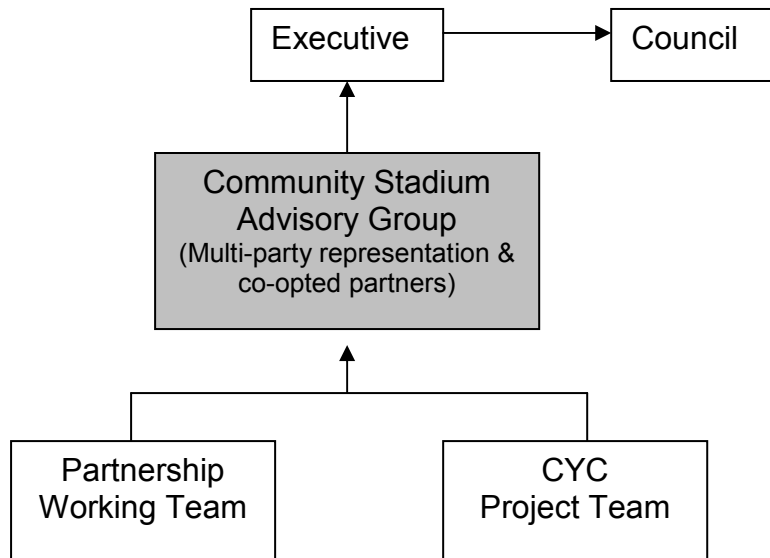 Executive
Council
Community Stadium
Advisory Group
(Multi-party representation &
co-opted partners)
Partnership
Working Team
CYC
Project Team